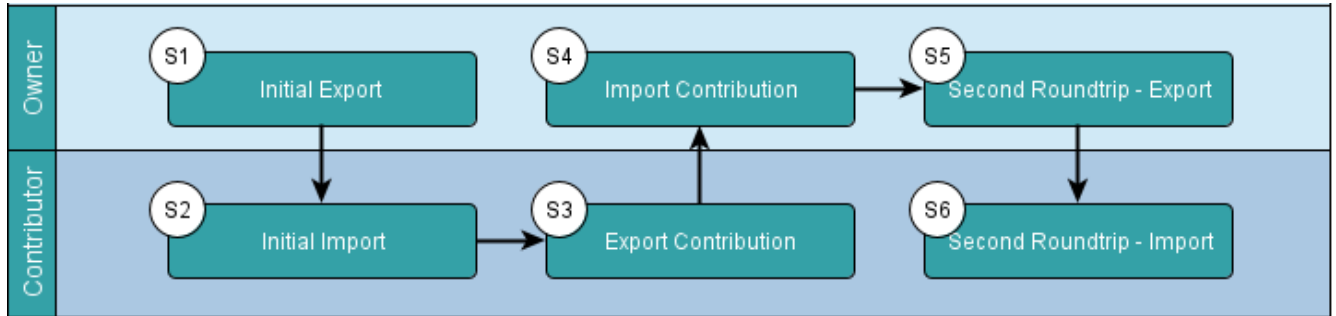 Owner
S1
Initial Export
S4
Import Contribution
S5
Second Roundtrip - Export
Contributor
S2
Initial Import
S3
Export Contribution
S6
Second Roundtrip - Import